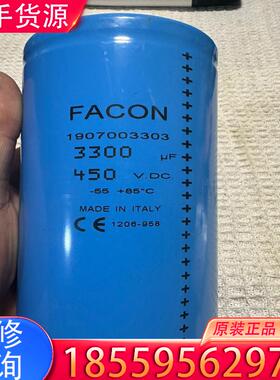 手货源
FACON
1907003303
3300 µF
450 V.DC
-55 +85°C
MADE IN ITALY
CE 1206-958
修 原装正品
询 18559562977